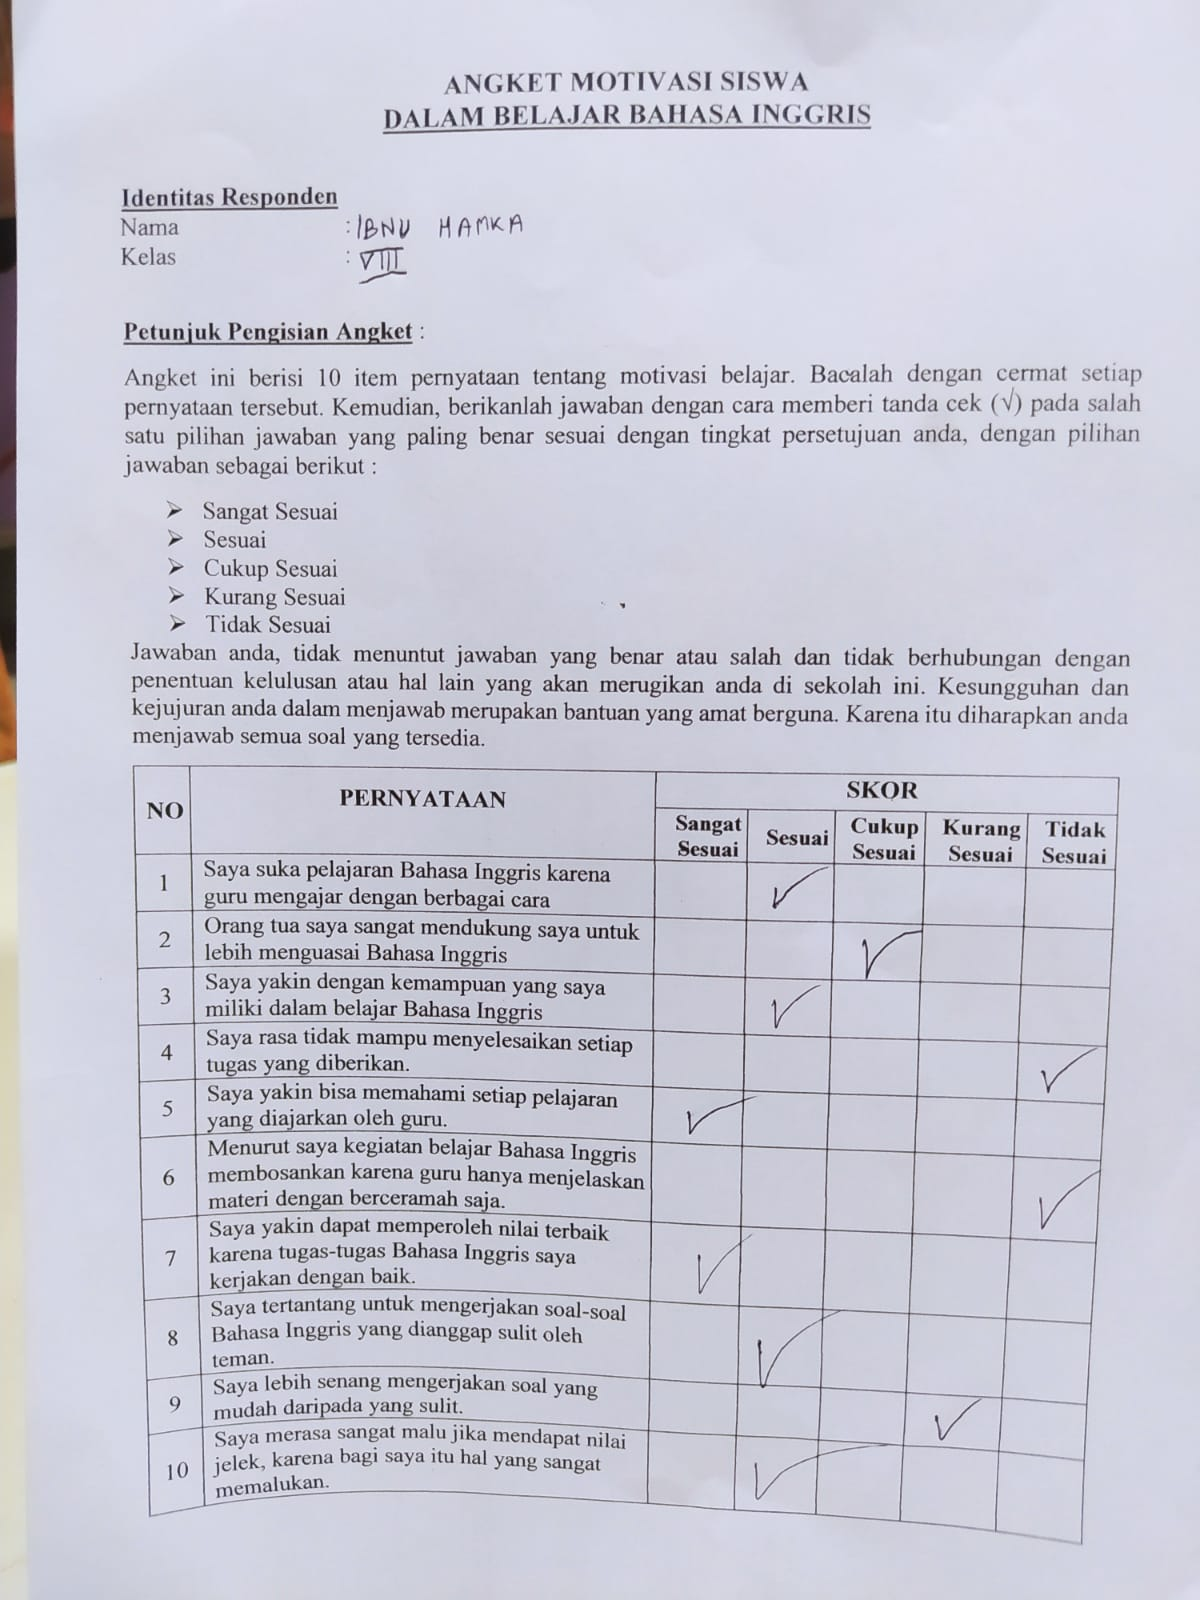 ANGKET MOTIVASI SISWA
DALAM BELAJAR BAHASA INGGRIS
Identitas Responden
Nama : IBNU HAMKA
Kelas : VIII
Petunjuk Pengisian Angket :
Angket ini berisi 10 item pernyataan tentang motivasi belajar. Bacalah dengan cermat setiap
pernyataan tersebut. Kemudian, berikanlah jawaban dengan cara memberi tanda cek (√) pada salah
satu pilihan jawaban yang paling benar sesuai dengan tingkat persetujuan anda, dengan pilihan
jawaban sebagai berikut :
➢ Sangat Sesuai
➢ Sesuai
➢ Cukup Sesuai
➢ Kurang Sesuai
➢ Tidak Sesuai
Jawaban anda, tidak menuntut jawaban yang benar atau salah dan tidak berhubungan dengan
penentuan kelulusan atau hal lain yang akan merugikan anda di sekolah ini. Kesungguhan dan
kejujuran anda dalam menjawab merupakan bantuan yang amat berguna. Karena itu diharapkan anda
menjawab semua soal yang tersedia.
NO PERNYATAAN SKOR
Sangat Sesuai Sesuai Cukup Sesuai Kurang Sesuai Tidak Sesuai
1 Saya suka pelajaran Bahasa Inggris karena
guru mengajar dengan berbagai cara ✓
2 Orang tua saya sangat mendukung saya untuk
lebih menguasai Bahasa Inggris ✓
3 Saya yakin dengan kemampuan yang saya
miliki dalam belajar Bahasa Inggris ✓
4 Saya rasa tidak mampu menyelesaikan setiap
tugas yang diberikan. ✓
5 Saya yakin bisa memahami setiap pelajaran
yang diajarkan oleh guru. ✓
6 Menurut saya kegiatan belajar Bahasa Inggris
membosankan karena guru hanya menjelaskan
materi dengan berceramah saja. ✓
7 Saya yakin dapat memperoleh nilai terbaik
karena tugas-tugas Bahasa Inggris saya
kerjakan dengan baik. ✓
8 Saya tertantang untuk mengerjakan soal-soal
Bahasa Inggris yang dianggap sulit oleh
teman. ✓
9 Saya lebih senang mengerjakan soal yang
mudah daripada yang sulit. ✓
10 Saya merasa sangat malu jika mendapat nilai
jelek, karena bagi saya itu hal yang sangat
memalukan. ✓